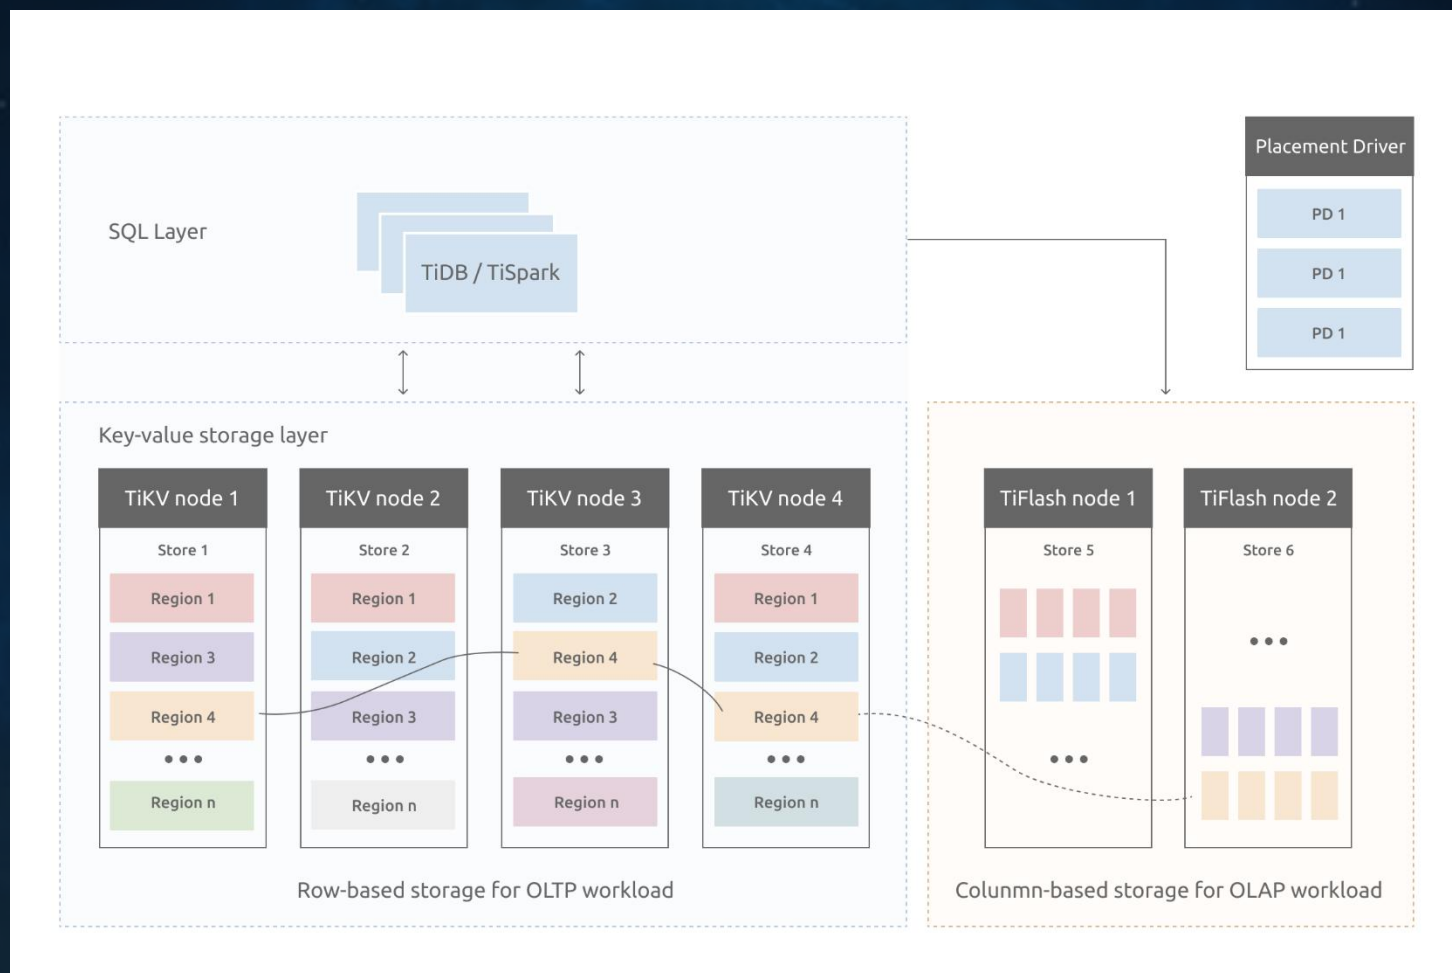 Placement Driver
PD 1
PD 1
PD 1
SQL Layer
TiDB / TiSpark
Key-value storage layer
TiKV node 1
Store 1
Region 1
Region 3
Region 4
Region n
TiKV node 2
Store 2
Region 1
Region 2
Region 3
Region n
TiKV node 3
Store 3
Region 2
Region 4
Region 3
Region n
TiKV node 4
Store 4
Region 1
Region 2
Region 4
Region n
Row-based storage for OLTP workload
TiFlash node 1
Store 5
TiFlash node 2
Store 6
Colunmn-based storage for OLAP workload